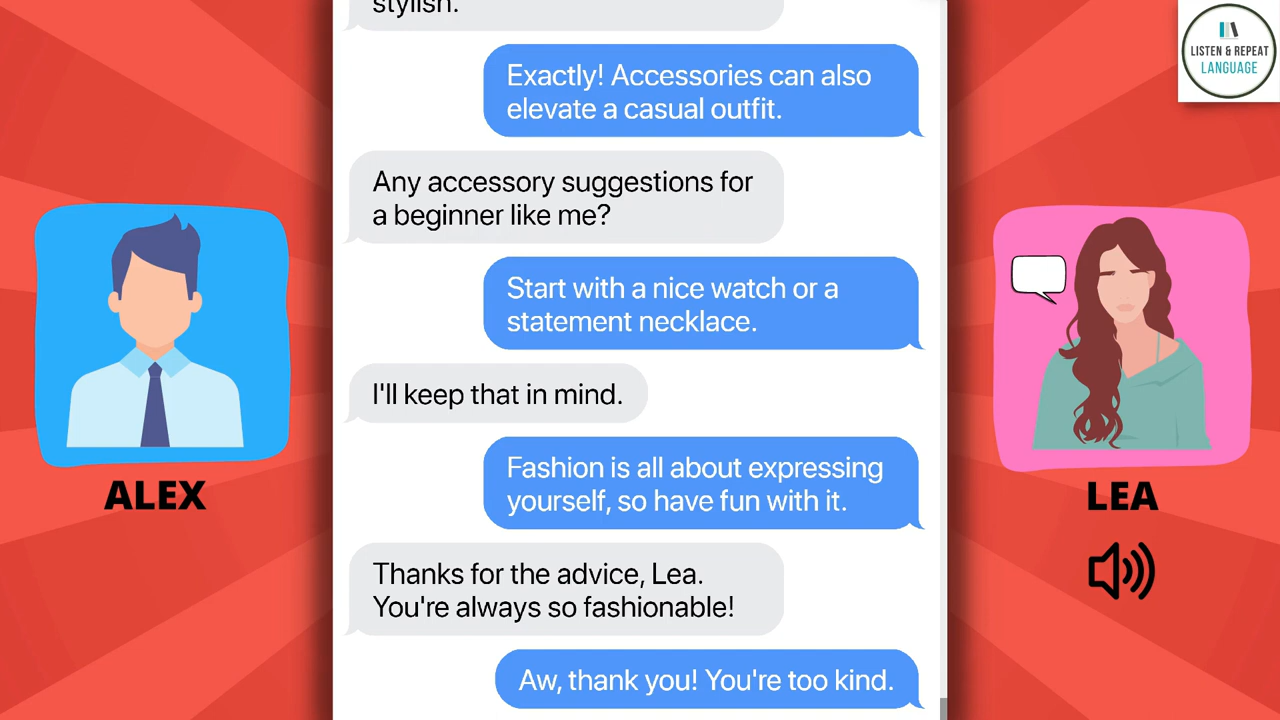 stylish.
Exactly! Accessories can also
elevate a casual outfit.
Any accessory suggestions for
a beginner like me?
Start with a nice watch or a
statement necklace.
I'll keep that in mind.
Fashion is all about expressing
yourself, so have fun with it.
Thanks for the advice, Lea.
You're always so fashionable!
Aw, thank you! You're too kind.
ALEX
LEA
LISTEN & REPEAT
LANGUAGE